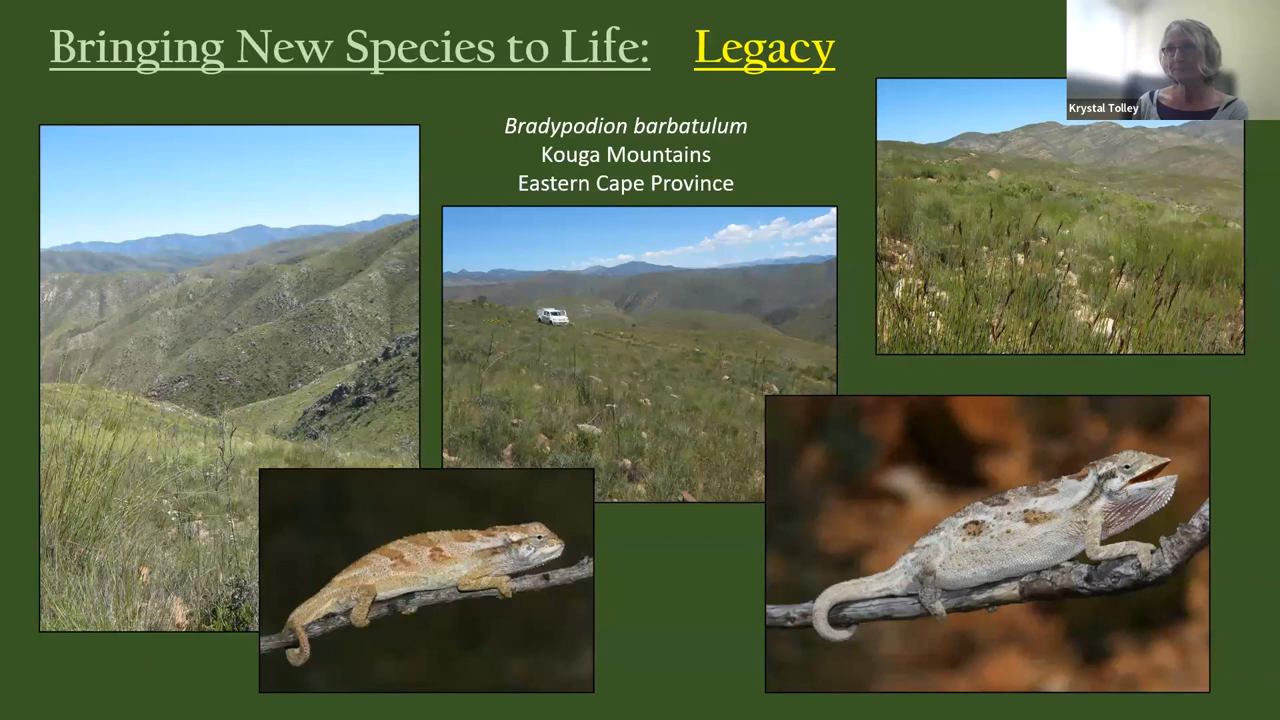 Bringing New Species to Life: Legacy
Krystal Tolley
Bradypodion barbatulum
Kouga Mountains
Eastern Cape Province